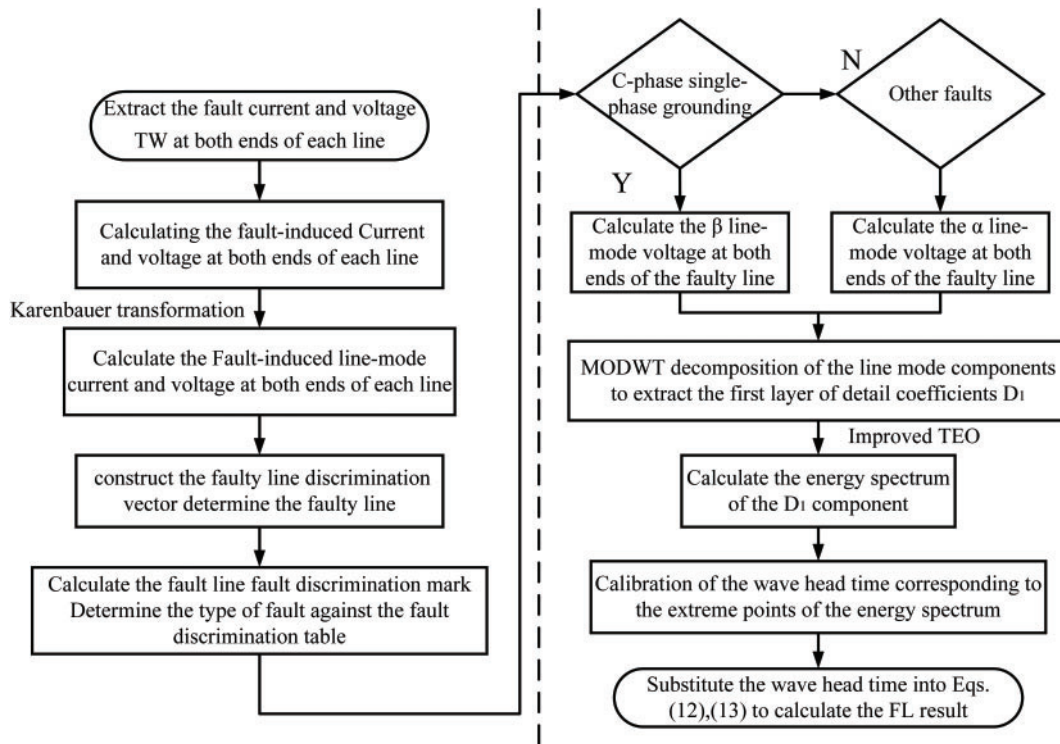 Extract the fault current and voltage
TW at both ends of each line
Calculating the fault-induced Current
and voltage at both ends of each line
Karenbauer transformation
Calculate the Fault-induced line-mode
current and voltage at both ends of each line
construct the faulty line discrimination
vector determine the faulty line
Calculate the fault line fault discrimination mark
Determine the type of fault against the fault
discrimination table
C-phase single-
phase grounding
N
Other faults
Y
Calculate the β line-
mode voltage at both
ends of the faulty line
Calculate the α line-
mode voltage at both
ends of the faulty line
MODWT decomposition of the line mode components
to extract the first layer of detail coefficients D1
Improved TEO
Calculate the energy spectrum
of the D1 component
Calibration of the wave head time corresponding to
the extreme points of the energy spectrum
Substitute the wave head time into Eqs.
(12),(13) to calculate the FL result